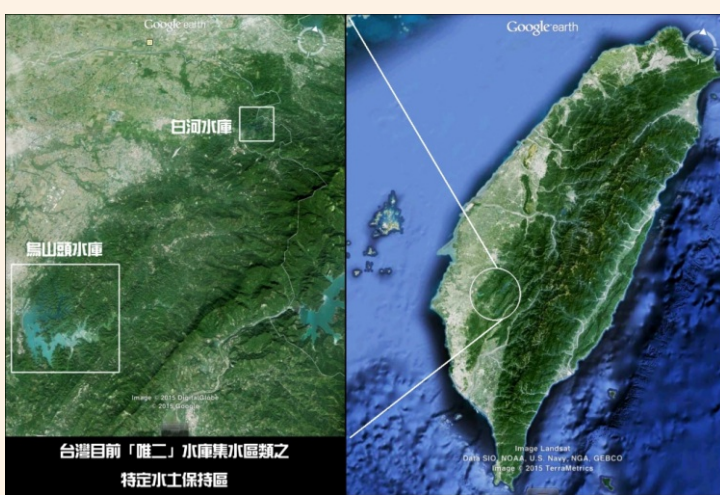 Google earth
白河水庫
烏山頭水庫
Image © 2015 DigitalGlobe
© 2015 Google
台灣目前「唯二」水庫集水區類之
特定水土保持區
Google earth
Image Landsat
Data SIO, NOAA, U.S. Navy, NGA, GEBCO
Image © 2015 TerraMetrics